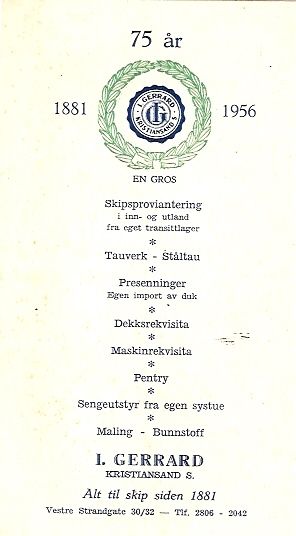 75 år
1881
I. GERRARD
IG
KRISTIANSAND S
1956
EN GROS
Skipsproviantering
i inn- og utland
fra eget transittlager
*
Tauverk - Ståltau
*
Presenninger
Egen import av duk
*
Dekksrekvisita
*
Maskinrekvisita
*
Pentry
*
Sengeutstyr fra egen systue
*
Maling - Bunnstoff
I. GERRARD
KRISTIANSAND S.
Alt til skip siden 1881
Vestre Strandgate 30/32 — Tlf. 2806 - 2042